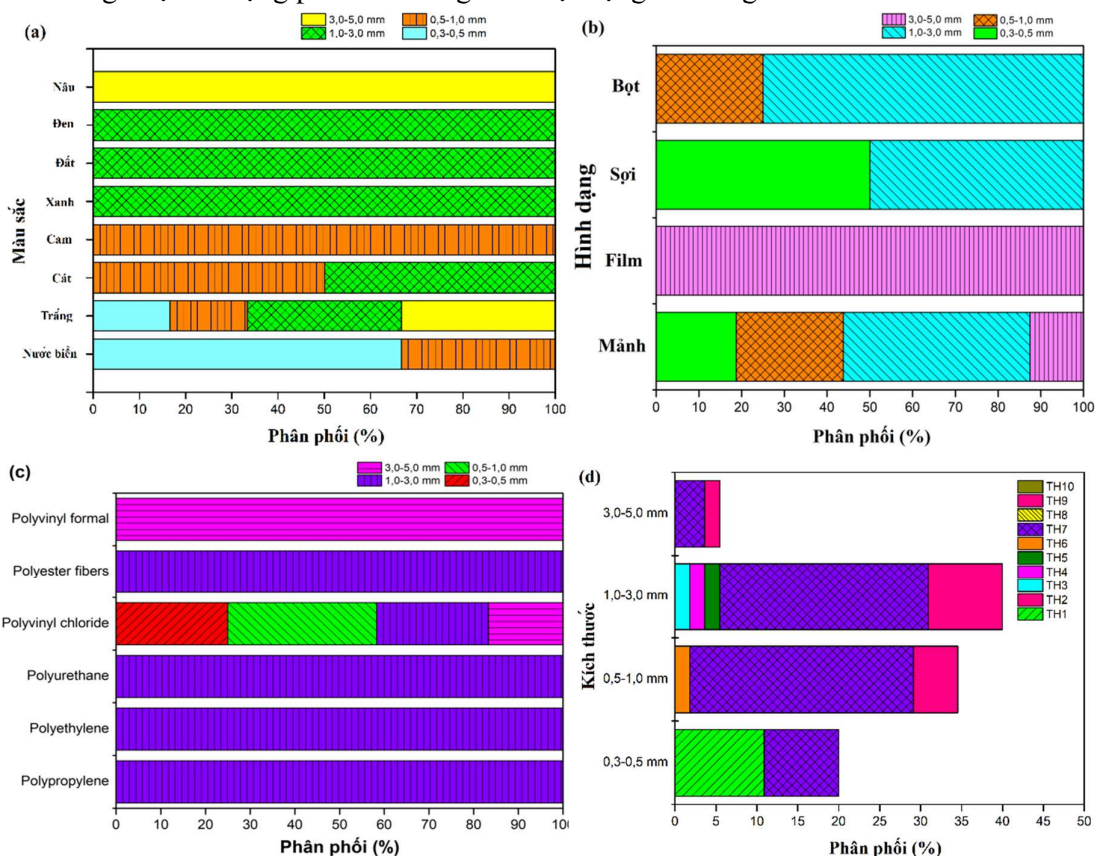 (a)
3,0-5,0 mm
0,5-1,0 mm
1,0-3,0 mm
0,3-0,5 mm
Màu sắc
Nâu
Đen
Đất
Xanh
Cam
Cát
Trắng
Nước biển
0 10 20 30 40 50 60 70 80 90 100
Phân phối (%)
(b)
3,0-5,0 mm
0,5-1,0 mm
1,0-3,0 mm
0,3-0,5 mm
Hình dạng
Bọt
Sợi
Film
Mảnh
0 10 20 30 40 50 60 70 80 90 100
Phân phối (%)
(c)
3,0-5,0 mm
0,5-1,0 mm
1,0-3,0 mm
0,3-0,5 mm
Polyvinyl formal
Polyester fibers
Polyvinyl chloride
Polyurethane
Polyethylene
Polypropylene
0 10 20 30 40 50 60 70 80 90
Phân phối (%)
(d)
TH10
TH9
TH8
TH7
TH6
TH5
TH4
TH3
TH2
TH1
Kích thước
3,0-5,0 mm
1,0-3,0 mm
0,5-1,0 mm
0,3-0,5 mm
0 5 10 15 20 25 30 35 40 45 50
Phân phối (%)